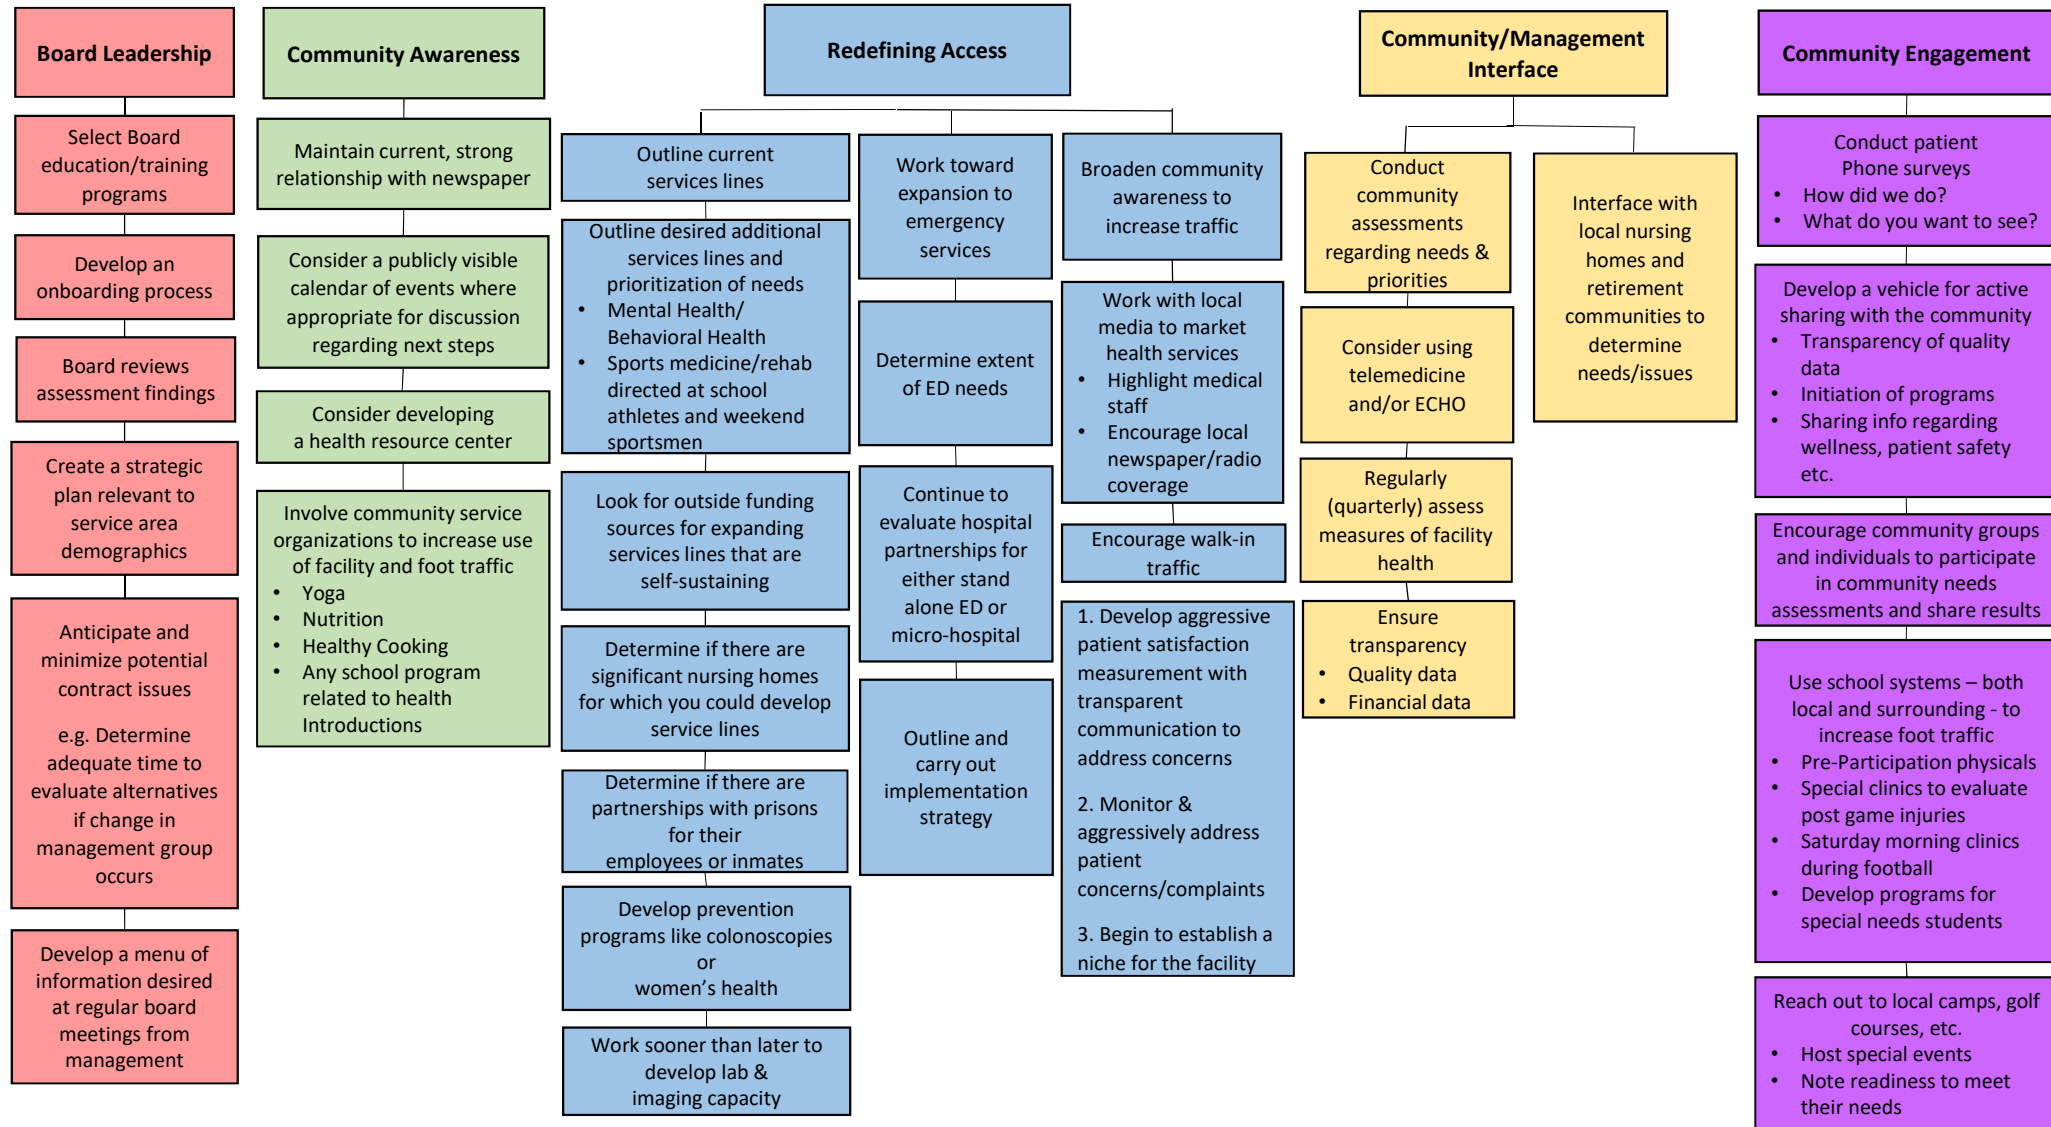 Board Leadership
Select Board
education/training
programs
Develop an
onboarding process
Board reviews
assessment findings
Create a strategic
plan relevant to
service area
demographics
Anticipate and
minimize potential
contract issues
e.g. Determine
adequate time to
evaluate alternatives
if change in
management group
occurs
Develop a menu of
information desired
at regular board
meetings from
management
Community Awareness
Maintain current, strong
relationship with newspaper
Consider a publicly visible
calendar of events where
appropriate for discussion
regarding next steps
Consider developing
a health resource center
Involve community service
organizations to increase use
of facility and foot traffic
• Yoga
• Nutrition
• Healthy Cooking
• Any school program
related to health
Introductions
Redefining Access
Outline current
services lines
Outline desired additional
services lines and
prioritization of needs
• Mental Health/
Behavioral Health
• Sports medicine/rehab
directed at school
athletes and weekend
sportsmen
Look for outside funding
sources for expanding
services lines that are
self-sustaining
Determine if there are
significant nursing homes
for which you could develop
service lines
Determine if there are
partnerships with prisons
for their
employees or inmates
Develop prevention
programs like colonoscopies
or
women’s health
Work sooner than later to
develop lab &
imaging capacity
Work toward
expansion to
emergency
services
Determine extent
of ED needs
Continue to
evaluate hospital
partnerships for
either stand
alone ED or
micro-hospital
Outline and
carry out
implementation
strategy
Broaden community
awareness to
increase traffic
Work with local
media to market
health services
• Highlight medical
staff
• Encourage local
newspaper/radio
coverage
Encourage walk-in
traffic
1. Develop aggressive
patient satisfaction
measurement with
transparent
communication to
address concerns
2. Monitor &
aggressively address
patient
concerns/complaints
3. Begin to establish a
niche for the facility
Community/Management
Interface
Conduct
community
assessments
regarding needs &
priorities
Consider using
telemedicine
and/or ECHO
Regularly
(quarterly) assess
measures of facility
health
Ensure
transparency
• Quality data
• Financial data
Interface with
local nursing
homes and
retirement
communities to
determine
needs/issues
Community Engagement
Conduct patient
Phone surveys
• How did we do?
• What do you want to see?
Develop a vehicle for active
sharing with the community
• Transparency of quality
data
• Initiation of programs
• Sharing info regarding
wellness, patient safety
etc.
Encourage community groups
and individuals to participate
in community needs
assessments and share results
Use school systems – both
local and surrounding - to
increase foot traffic
• Pre-Participation physicals
• Special clinics to evaluate
post game injuries
• Saturday morning clinics
during football
• Develop programs for
special needs students
Reach out to local camps, golf
courses, etc.
• Host special events
• Note readiness to meet
their needs